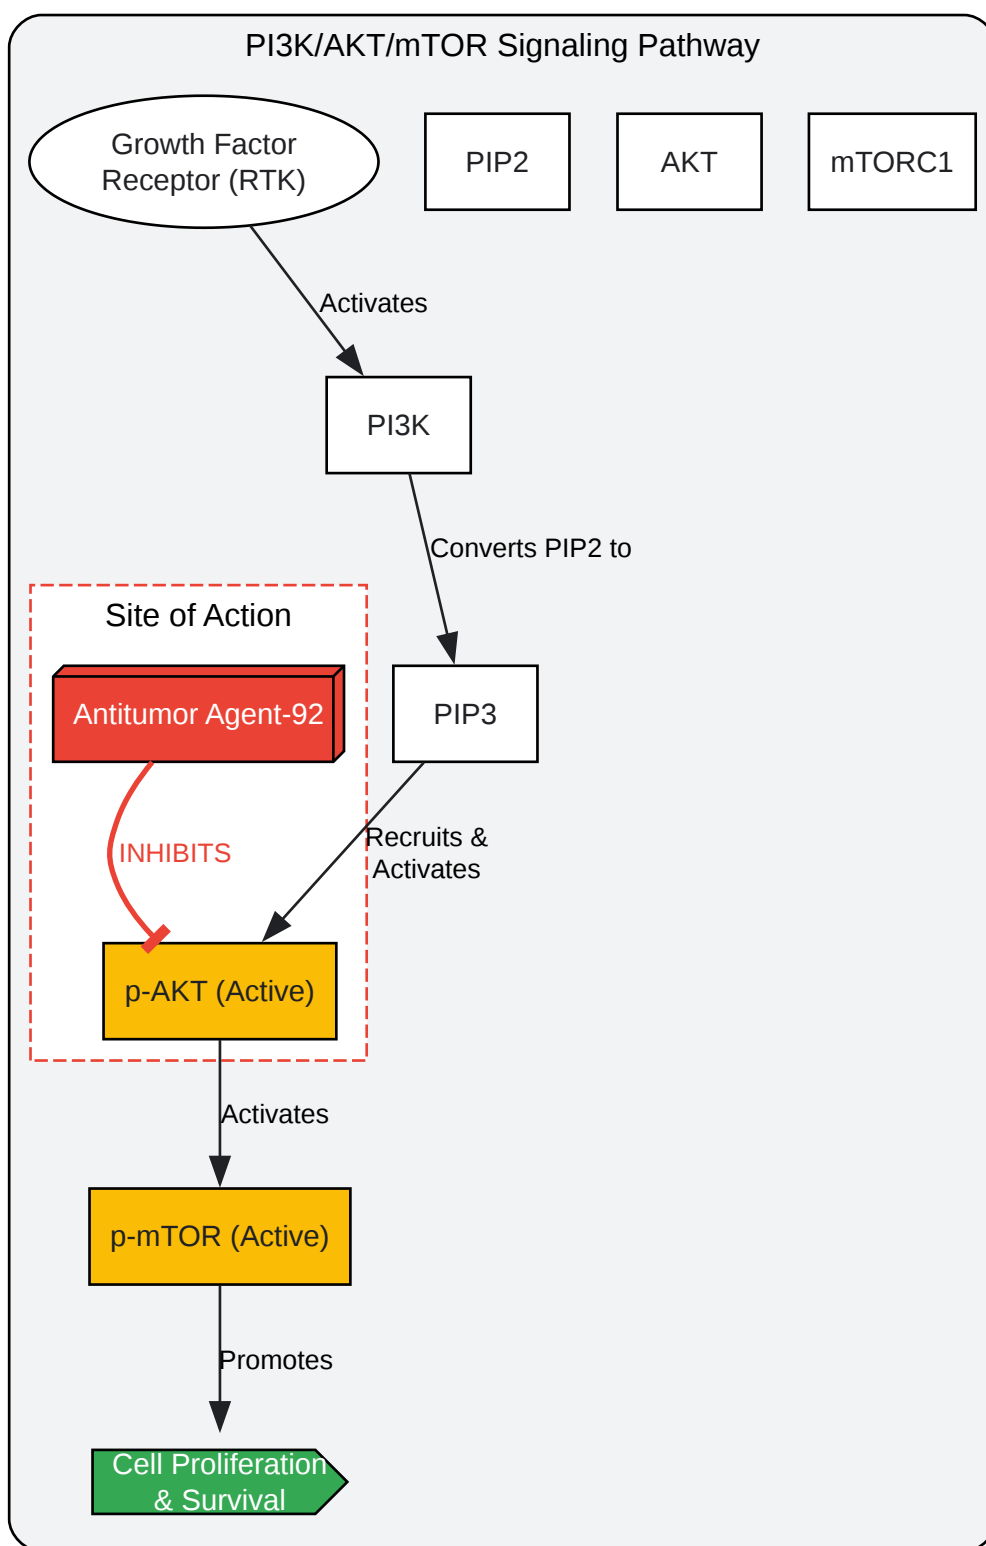 PI3K/AKT/mTOR Signaling Pathway
Growth Factor
Receptor (RTK)
PIP2
AKT
mTORC1
Activates
PI3K
Converts PIP2 to
Site of Action
Antitumor Agent-92
PIP3
INHIBITS
Recruits &
Activates
p-AKT (Active)
Activates
p-mTOR (Active)
Promotes
Cell Proliferation
& Survival